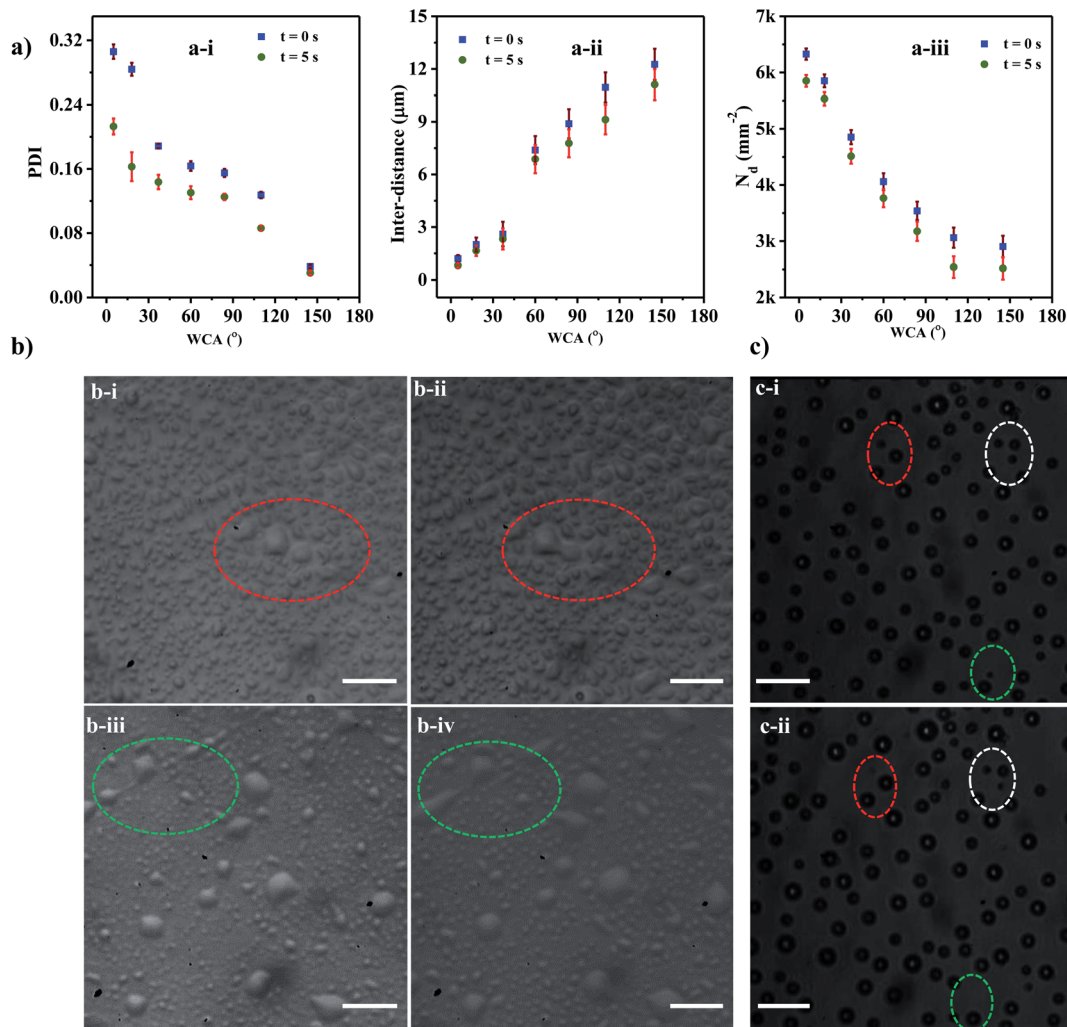 a)
a-i
t = 0 s
t = 5 s
0.32
0.24
0.16
0.08
0.00
PDI
0 30 60 90 120 150 180
WCA (°)
a-ii
t = 0 s
t = 5 s
15
12
9
6
3
0
Inter-distance (μm)
0 30 60 90 120 150 180
WCA (°)
a-iii
t = 0 s
t = 5 s
7k
6k
5k
4k
3k
2k
N_d (mm⁻²)
0 30 60 90 120 150 180
WCA (°)
b)
b-i
b-ii
b-iii
b-iv
c)
c-i
c-ii